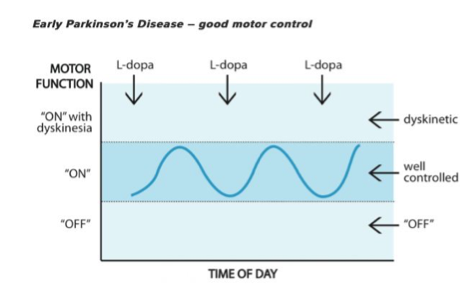 Early Parkinson's Disease – good motor control
L-dopa L-dopa L-dopa
MOTOR
FUNCTION
"ON" with
dyskinesia
dyskinetic
"ON"
well
controlled
"OFF"
"OFF"
TIME OF DAY